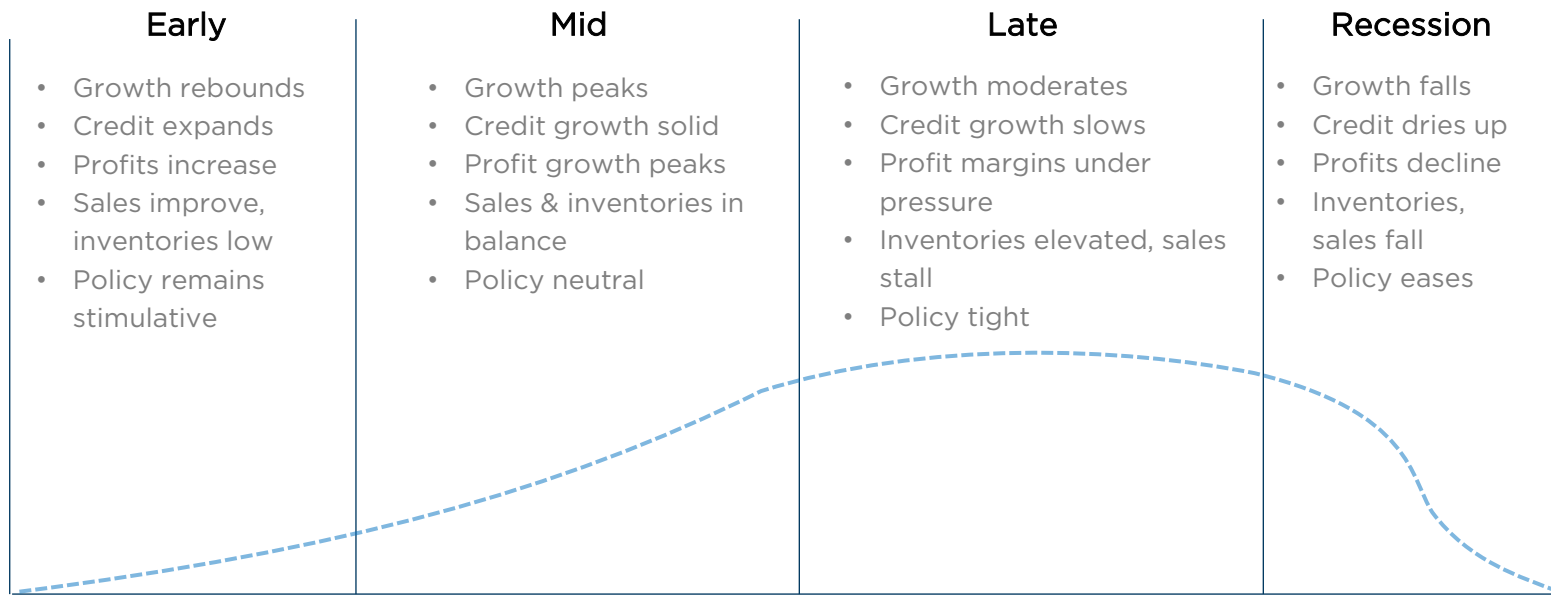 Early
• Growth rebounds
• Credit expands
• Profits increase
• Sales improve,
inventories low
• Policy remains
stimulative
Mid
• Growth peaks
• Credit growth solid
• Profit growth peaks
• Sales & inventories in
balance
• Policy neutral
Late
• Growth moderates
• Credit growth slows
• Profit margins under
pressure
• Inventories elevated, sales
stall
• Policy tight
Recession
• Growth falls
• Credit dries up
• Profits decline
• Inventories,
sales fall
• Policy eases